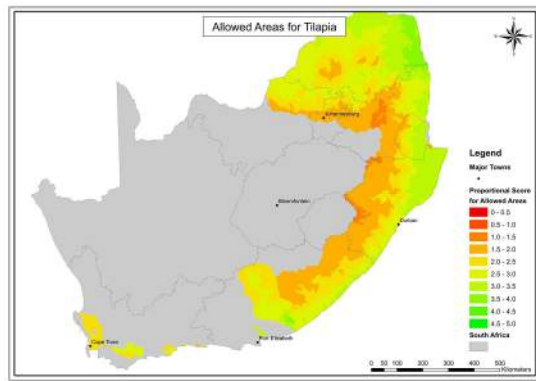 Allowed Areas for Tilapia
Johannesburg
Bloemfontein
Durban
Cape Town
Port Elizabeth
Legend
Major Towns
Proportional Score
for Allowed Areas
0 - 0.5
0.5 - 1.0
1.0 - 1.5
1.5 - 2.0
2.0 - 2.5
2.5 - 3.0
3.0 - 3.5
3.5 - 4.0
4.0 - 4.5
4.5 - 5.0
South Africa
0 50 100 200 300 400 500
Kilometers